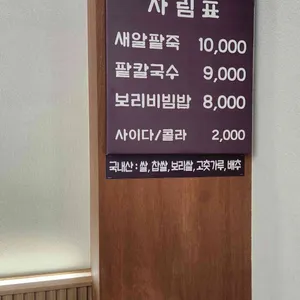 차림표
새알팥죽 10,000
팥칼국수 9,000
보리비빔밥 8,000
사이다/콜라 2,000
국내산 : 쌀, 찹쌀, 보리쌀, 고춧가루, 배추